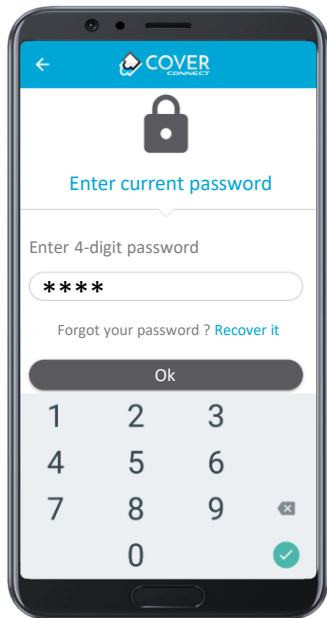 COVER
CONNECT
Enter current password
Enter 4-digit password
****
Forgot your password ? Recover it
Ok
1 2 3
4 5 6
7 8 9
0